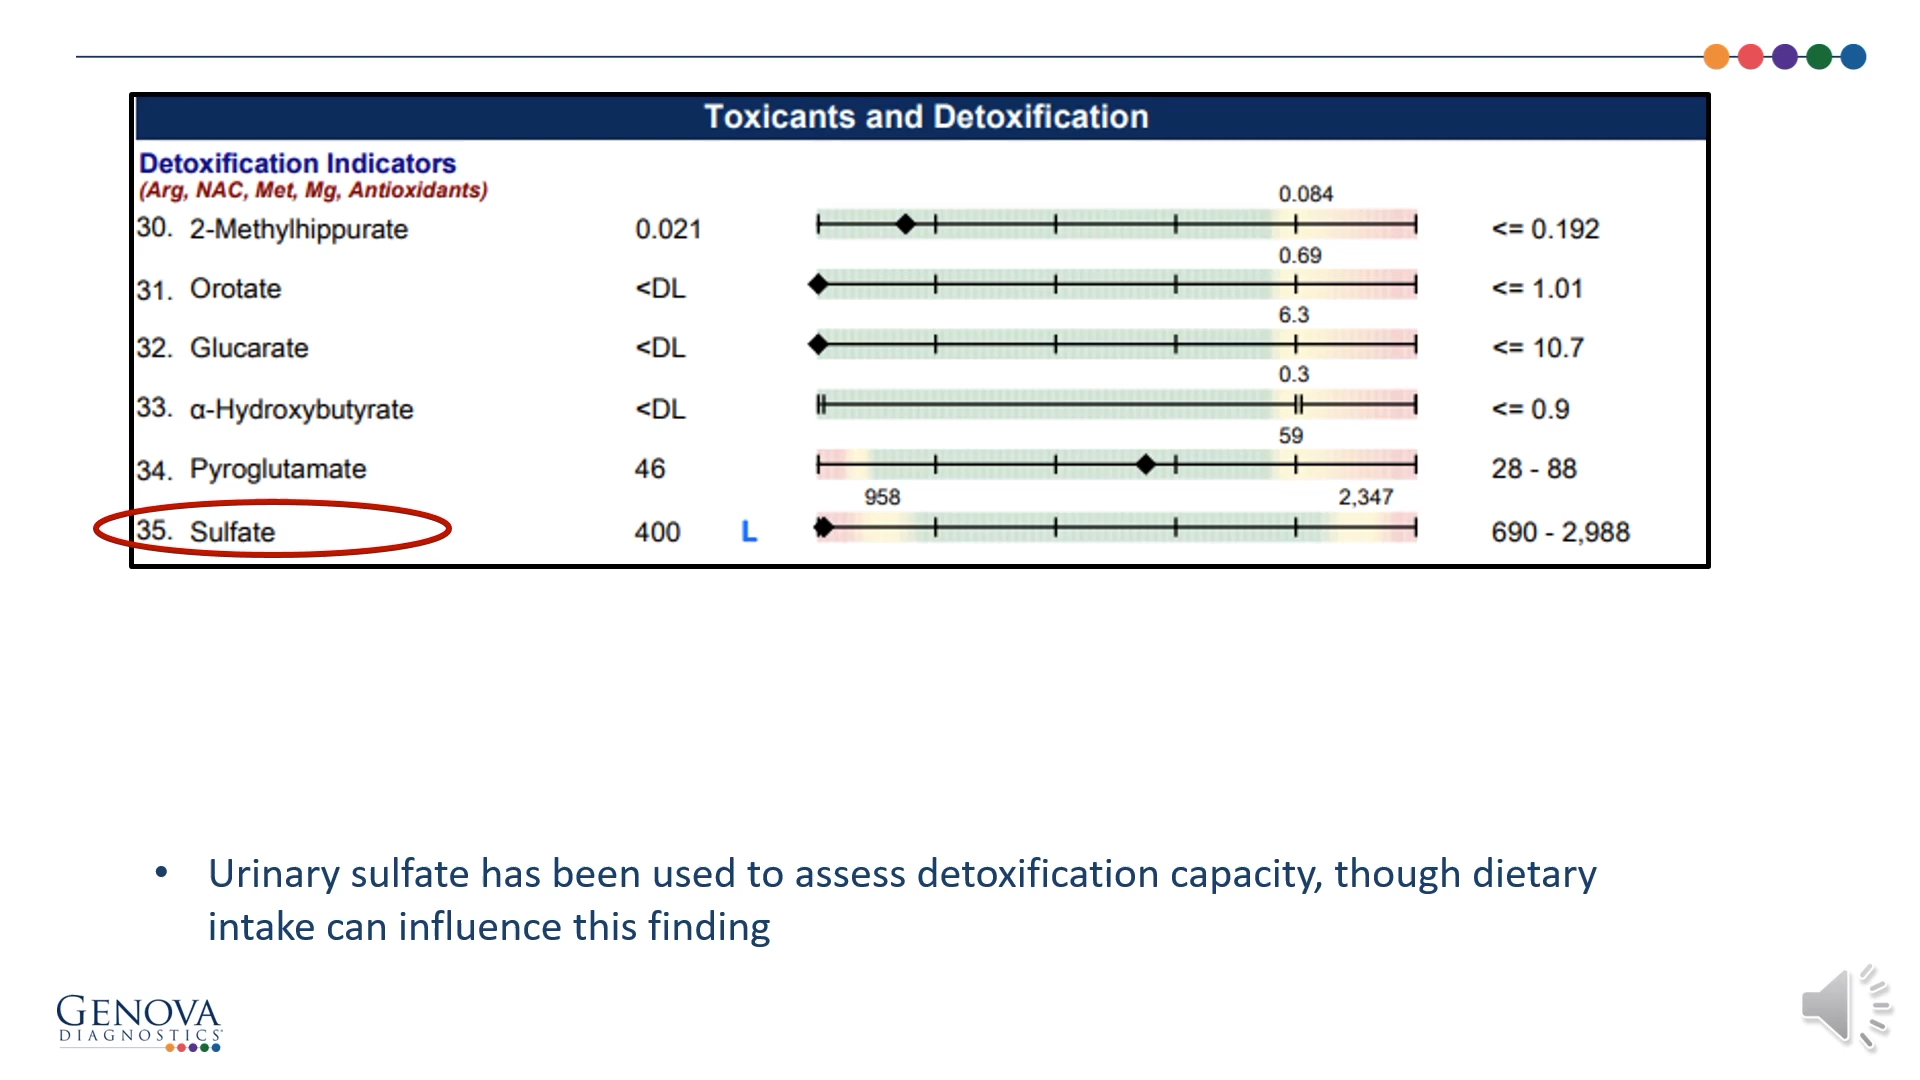 Toxicants and Detoxification
Detoxification Indicators
(Arg, NAC, Met, Mg, Antioxidants)
0.084
30. 2-Methylhippurate 0.021 <= 0.192
0.69
31. Orotate <DL <= 1.01
6.3
32. Glucarate <DL <= 10.7
0.3
33. α-Hydroxybutyrate <DL <= 0.9
59
34. Pyroglutamate 46 28 - 88
958 2,347
35. Sulfate 400 L 690 - 2,988
• Urinary sulfate has been used to assess detoxification capacity, though dietary
intake can influence this finding
GENOVA
DIAGNOSTICS